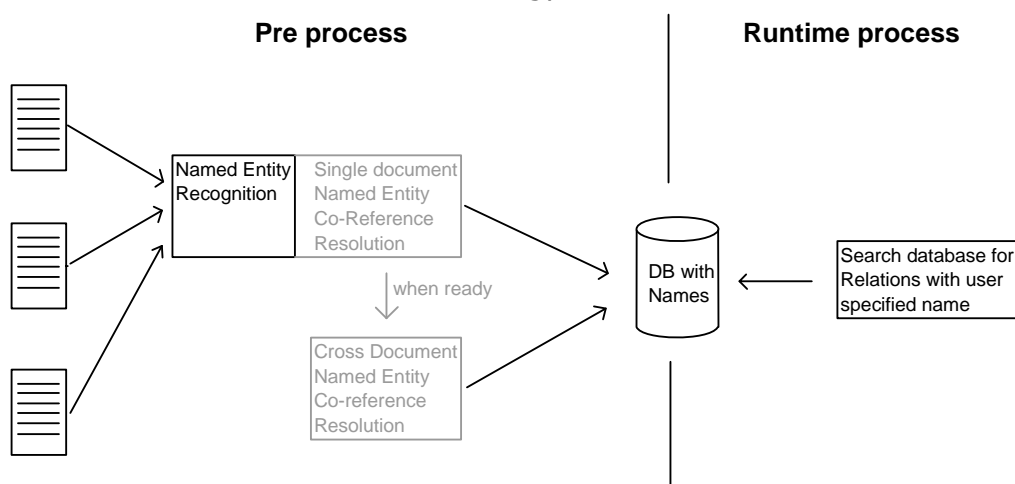 Pre process
Runtime process
Named Entity
Recognition
Single document
Named Entity
Co-Reference
Resolution
when ready
Cross Document
Named Entity
Co-reference
Resolution
DB with
Names
Search database for
Relations with user
specified name